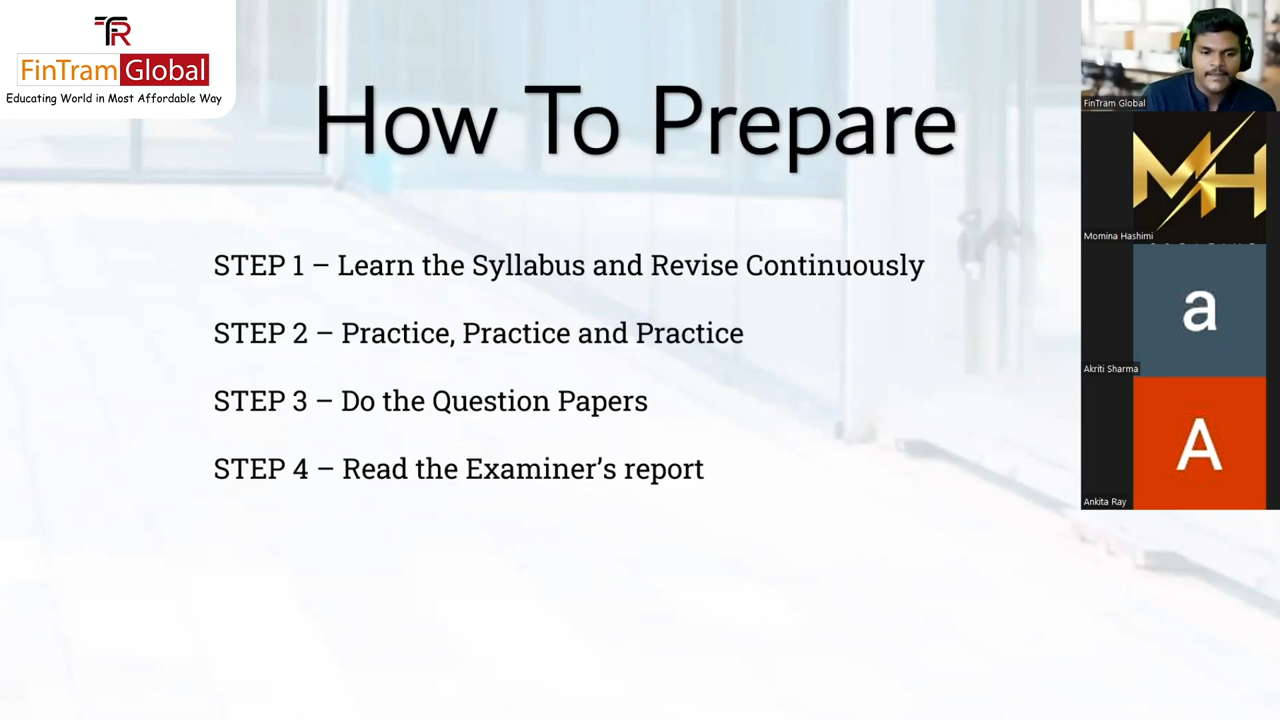 TR
FinTram Global
Educating World in Most Affordable Way
How To Prepare
STEP 1 – Learn the Syllabus and Revise Continuously
STEP 2 – Practice, Practice and Practice
STEP 3 – Do the Question Papers
STEP 4 – Read the Examiner’s report
FinTram Global
MH
Momina Hashimi
a
Akriti Sharma
A
Ankita Ray